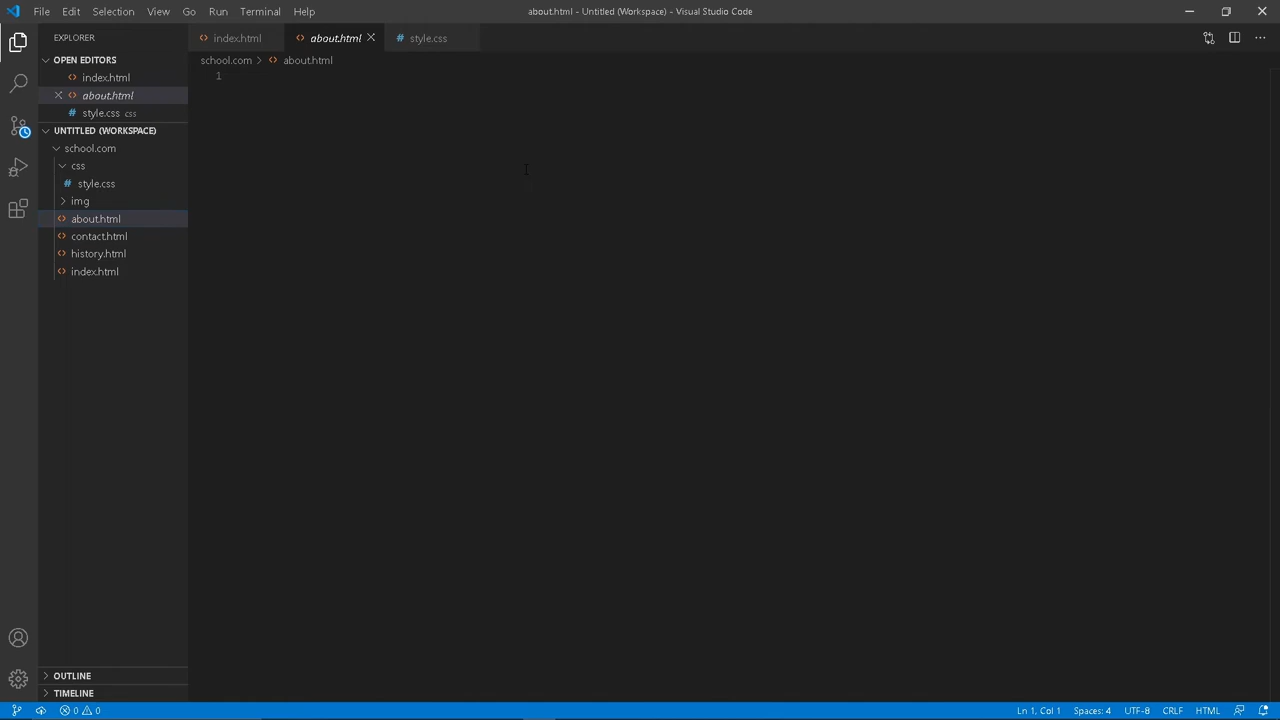 File Edit Selection View Go Run Terminal Help about.html - Untitled (Workspace) - Visual Studio Code
EXPLORER
index.html about.html style.css
OPEN EDITORS
school.com about.html
index.html
1
about.html
style.css css
UNTITLED (WORKSPACE)
school.com
css
style.css
img
about.html
contact.html
history.html
index.html
OUTLINE
TIMELINE
0 0 Ln 1, Col 1 Spaces: 4 UTF-8 CRLF HTML